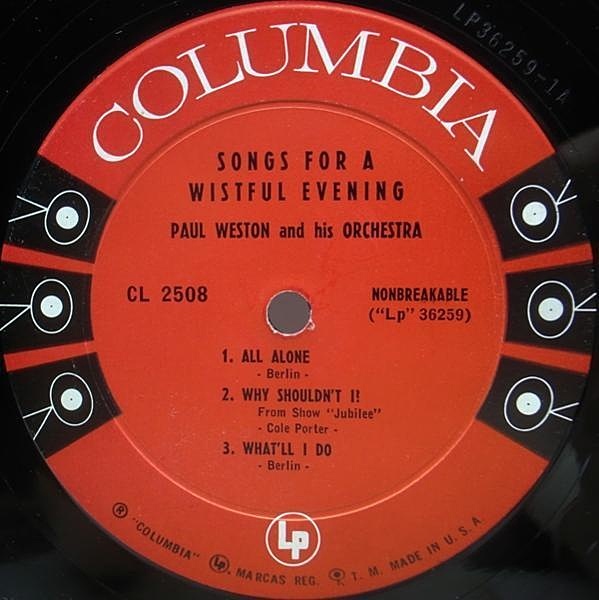 LP36259-1A
COLUMBIA
SONGS FOR A
WISTFUL EVENING
PAUL WESTON and his ORCHESTRA
CL 2508
NONBREAKABLE
("Lp" 36259)
1. ALL ALONE
- Berlin -
2. WHY SHOULDN'T I?
From Show "Jubilee"
- Cole Porter -
3. WHAT'LL I DO
- Berlin -
Lp
® "COLUMBIA" Lp. MARCAS REG. T. M. MADE IN U. S. A